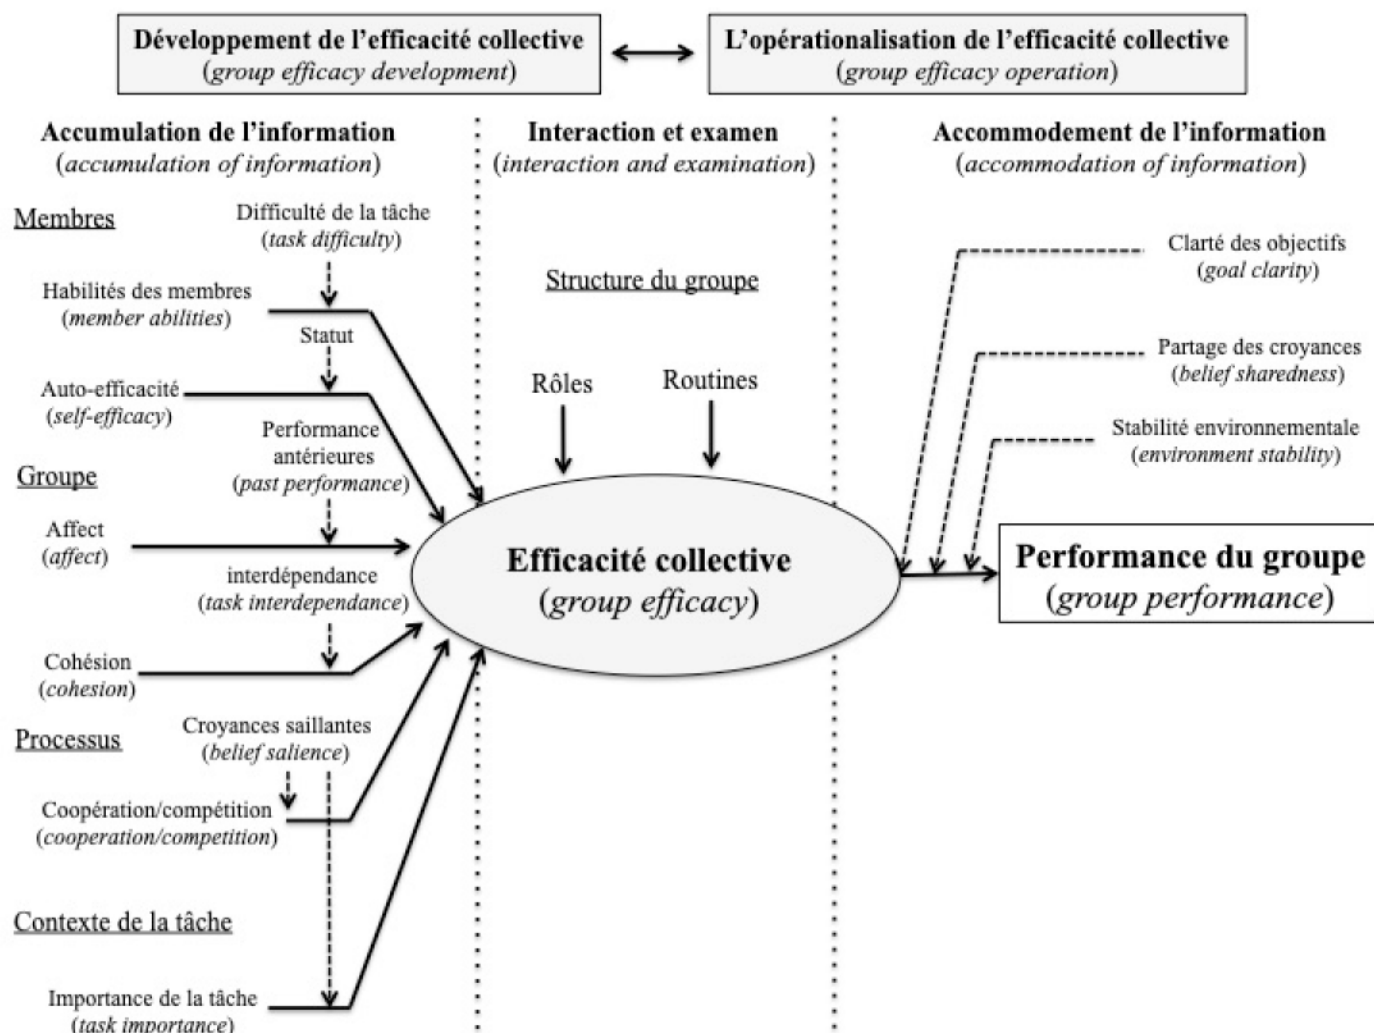 Développement de l'efficacité collective
(group efficacy development)
L'opérationalisation de l'efficacité collective
(group efficacy operation)
Accumulation de l'information
(accumulation of information)
Interaction et examen
(interaction and examination)
Accommodement de l'information
(accommodation of information)
Membres
Difficulté de la tâche
(task difficulty)
Habilités des membres
(member abilities)
Statut
Auto-efficacité
(self-efficacy)
Performance
antérieures
(past performance)
Groupe
Affect
(affect)
interdépendance
(task interdependance)
Cohésion
(cohesion)
Processus
Croyances saillantes
(belief salience)
Coopération/compétition
(cooperation/competition)
Contexte de la tâche
Importance de la tâche
(task importance)
Structure du groupe
Rôles
Routines
Efficacité collective
(group efficacy)
Clarté des objectifs
(goal clarity)
Partage des croyances
(belief sharedness)
Stabilité environnementale
(environment stability)
Performance du groupe
(group performance)